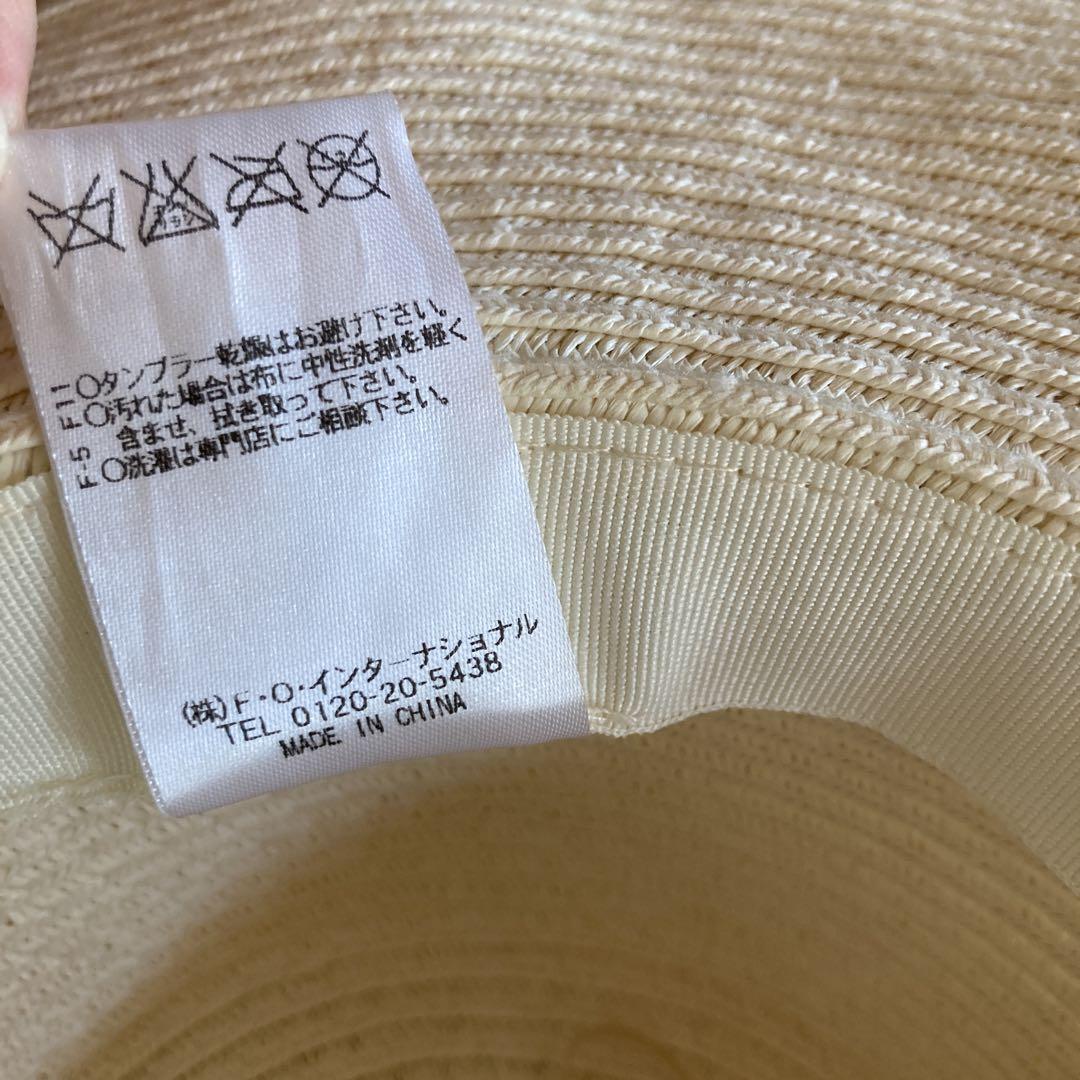 F-1 〇タンブラー乾燥はお避け下さい。
F-1 〇汚れた場合は布に中性洗剤を軽く
含ませ、拭き取って下さい。
F-5 〇洗濯は専門店にご相談下さい。
(株)F・O・インターナショナル
TEL 0120-20-5438
MADE IN CHINA